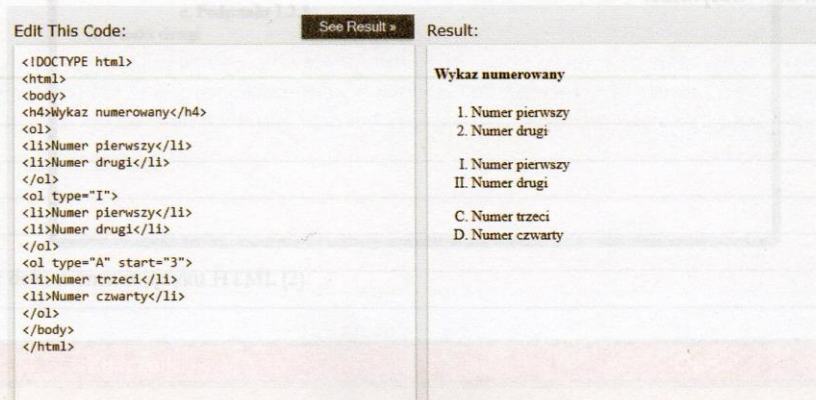 Edit This Code:
See Result »
Result:
<!DOCTYPE html>
<html>
<body>
<h4>Wykaz numerowany</h4>
<ol>
<li>Numer pierwszy</li>
<li>Numer drugi</li>
</ol>
<ol type="I">
<li>Numer pierwszy</li>
<li>Numer drugi</li>
</ol>
<ol type="A" start="3">
<li>Numer trzeci</li>
<li>Numer czwarty</li>
</ol>
</body>
</html>
Wykaz numerowany
1. Numer pierwszy
2. Numer drugi
I. Numer pierwszy
II. Numer drugi
C. Numer trzeci
D. Numer czwarty